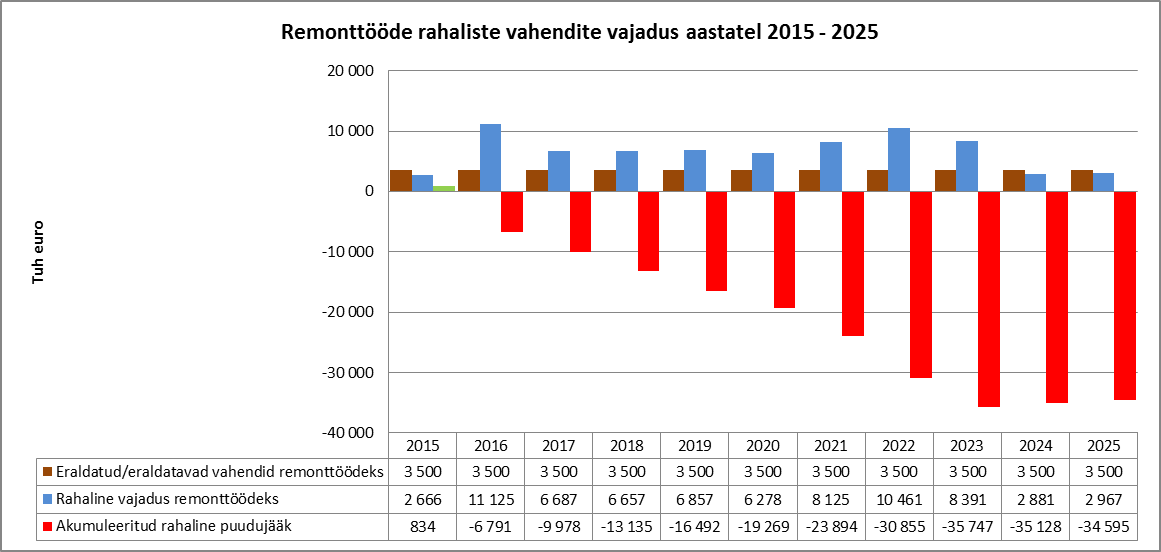 Remonttööde rahaliste vahendite vajadus aastatel 2015 - 2025
Tuh euro
20 000
10 000
0
-10 000
-20 000
-30 000
-40 000
2015 2016 2017 2018 2019 2020 2021 2022 2023 2024 2025
Eraldatud/eraldatavad vahendid remonttöödeks 3 500 3 500 3 500 3 500 3 500 3 500 3 500 3 500 3 500 3 500 3 500
Rahaline vajadus remonttöödeks 2 666 11 125 6 687 6 657 6 857 6 278 8 125 10 461 8 391 2 881 2 967
Akumuleeritud rahaline puudujääk 834 -6 791 -9 978 -13 135 -16 492 -19 269 -23 894 -30 855 -35 747 -35 128 -34 595